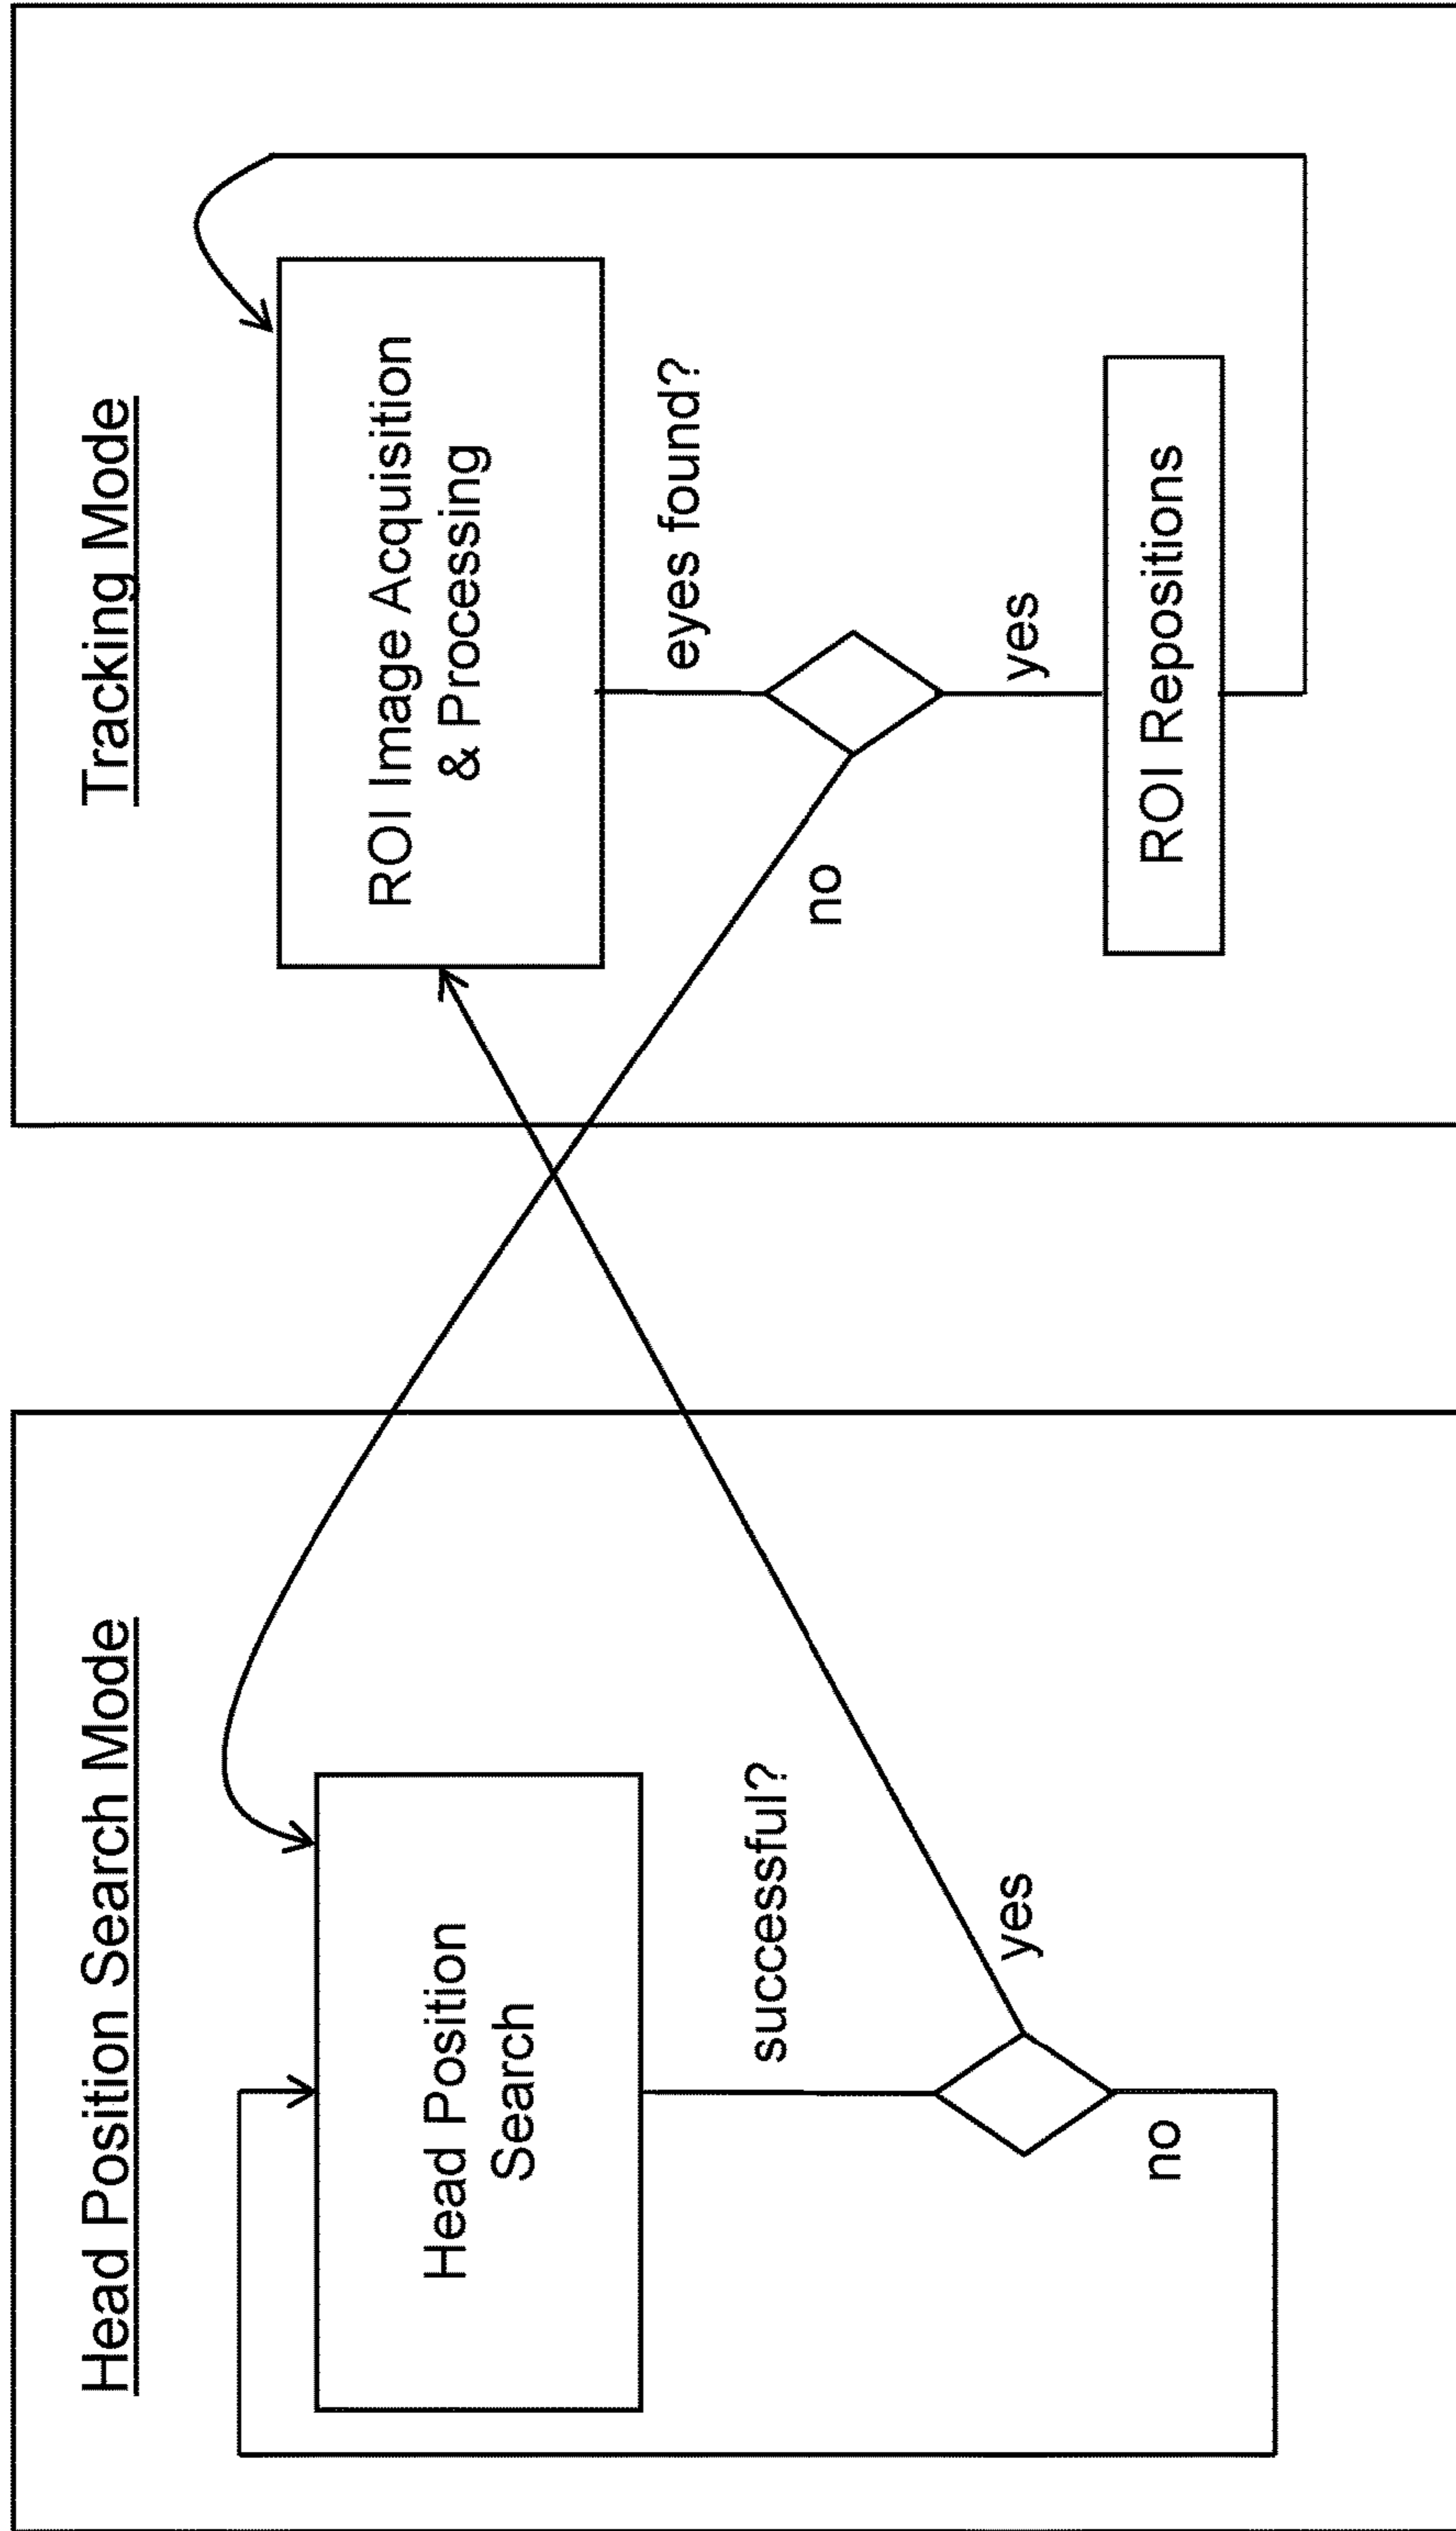 Head Position Search Mode
Head Position
Search
successful?
yes
no
Tracking Mode
ROI Image Acquisition
& Processing
eyes found?
no
yes
ROI Repositions